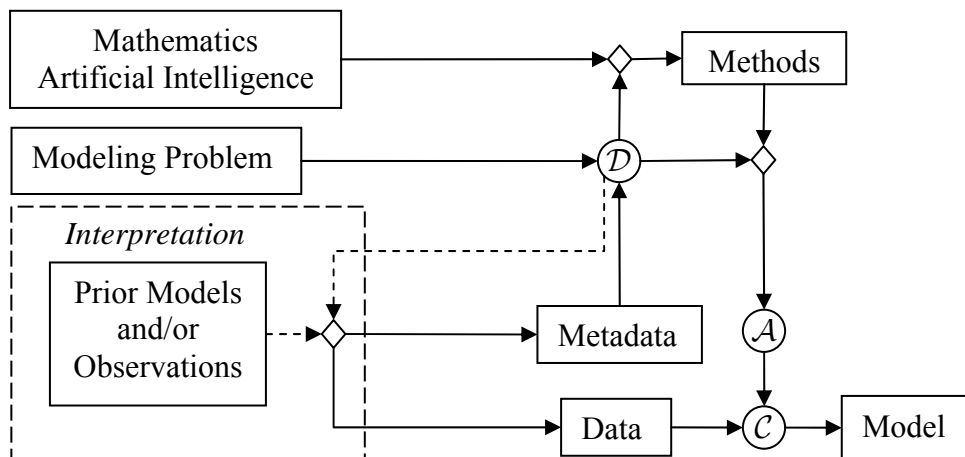 Mathematics
Artificial Intelligence
Methods
Modeling Problem
𝒟
Interpretation
Prior Models
and/or
Observations
Metadata
𝒜
Data
𝒞
Model